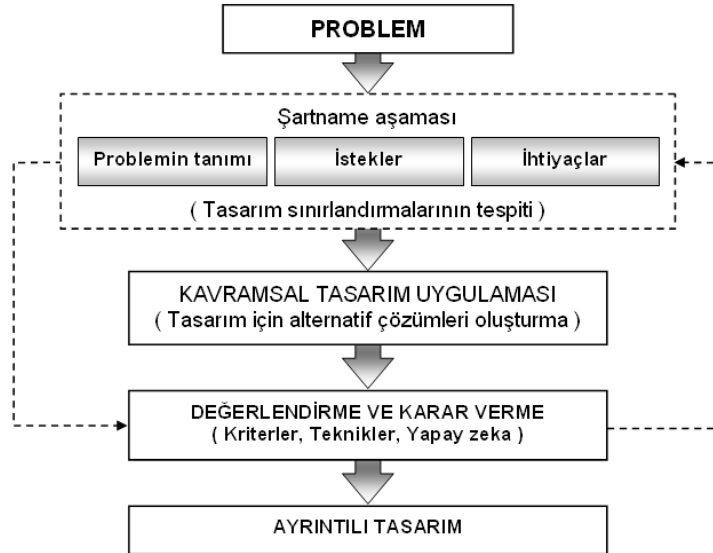 PROBLEM
Şartname aşaması
Problemin tanımı
İstekler
İhtiyaçlar
( Tasarım sınırlandırmalarının tespiti )
KAVRAMSAL TASARIM UYGULAMASI
( Tasarım için alternatif çözümleri oluşturma )
DEĞERLENDİRME VE KARAR VERME
( Kriterler, Teknikler, Yapay zeka )
AYRINTILI TASARIM